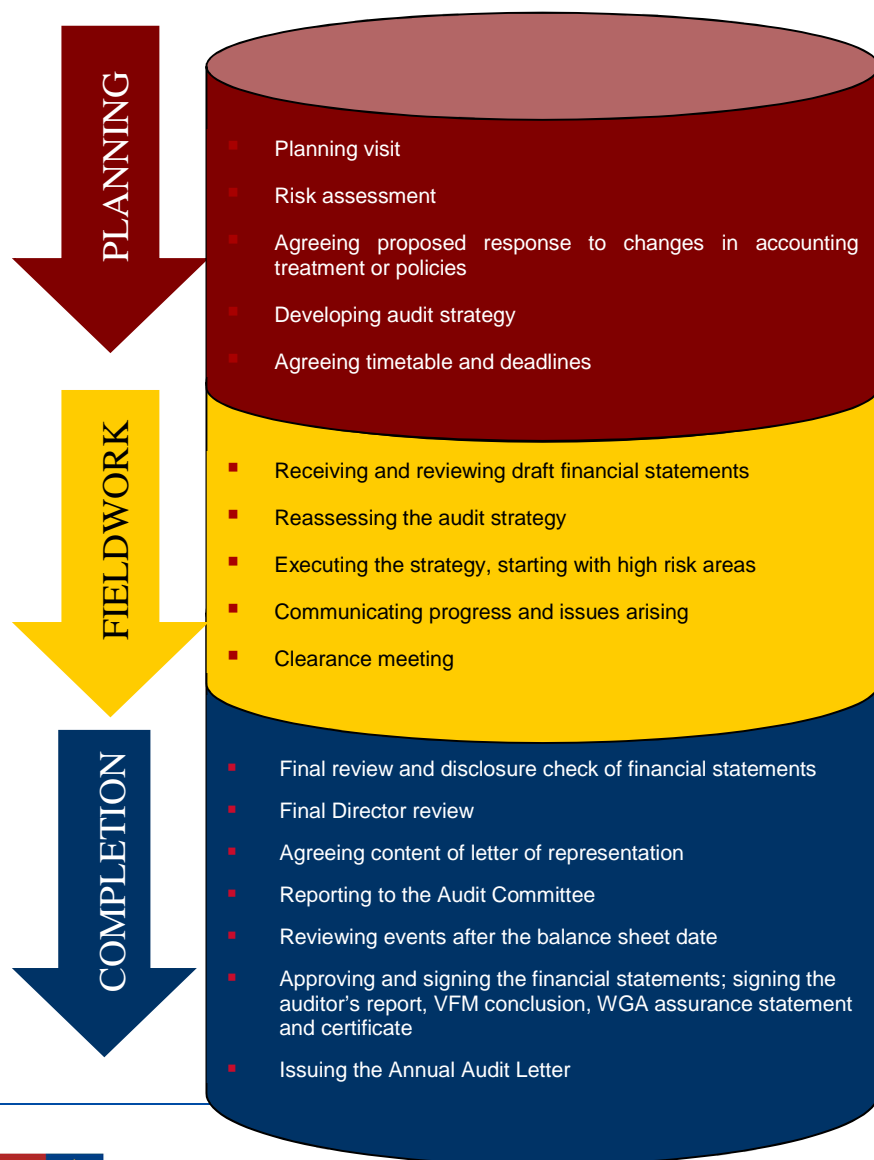 PLANNING
Planning visit
Risk assessment
Agreeing proposed response to changes in accounting
treatment or policies
Developing audit strategy
Agreeing timetable and deadlines
FIELDWORK
Receiving and reviewing draft financial statements
Reassessing the audit strategy
Executing the strategy, starting with high risk areas
Communicating progress and issues arising
Clearance meeting
COMPLETION
Final review and disclosure check of financial statements
Final Director review
Agreeing content of letter of representation
Reporting to the Audit Committee
Reviewing events after the balance sheet date
Approving and signing the financial statements; signing the
auditor's report, VFM conclusion, WGA assurance statement
and certificate
Issuing the Annual Audit Letter